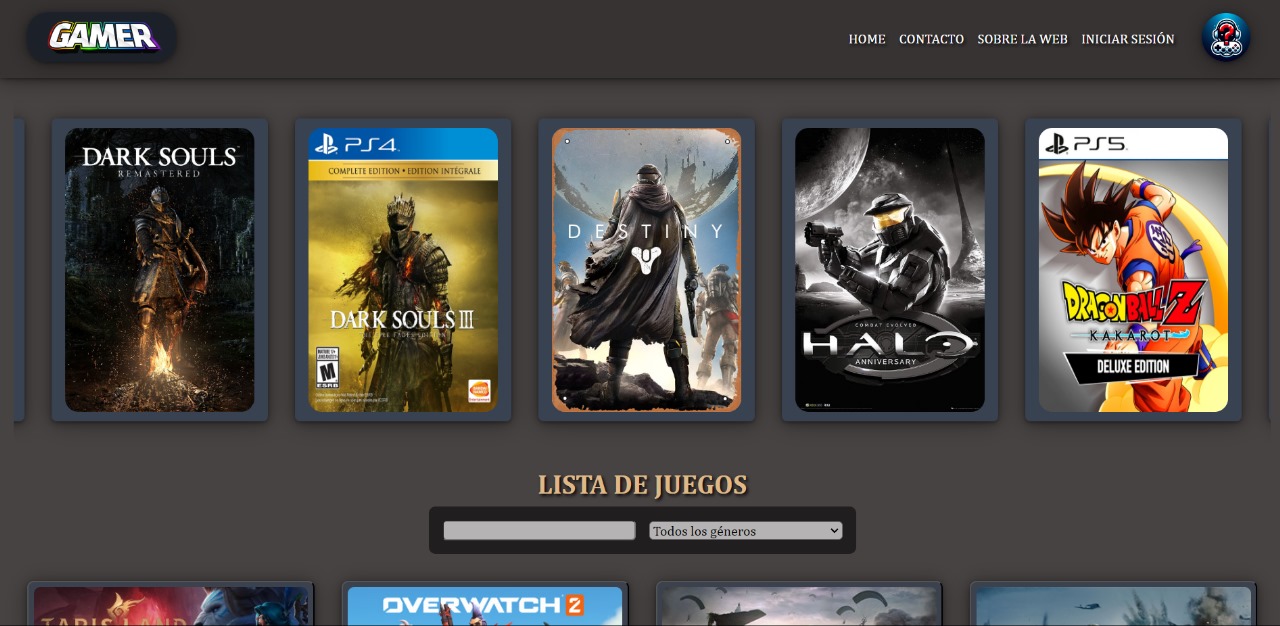 GAMER
HOME CONTACTO SOBRE LA WEB INICIAR SESIÓN
DARK SOULS
REMASTERED
PS4
COMPLETE EDITION • EDITION INTÉGRALE
DARK SOULS III
M
ESRB
DESTINY
COMBAT EVOLVED
HALO
ANNIVERSARY
PS5
DRAGON BALL Z
KAKAROT
DELUXE EDITION
LISTA DE JUEGOS
Todos los géneros
TARISLAND
OVERWATCH 2